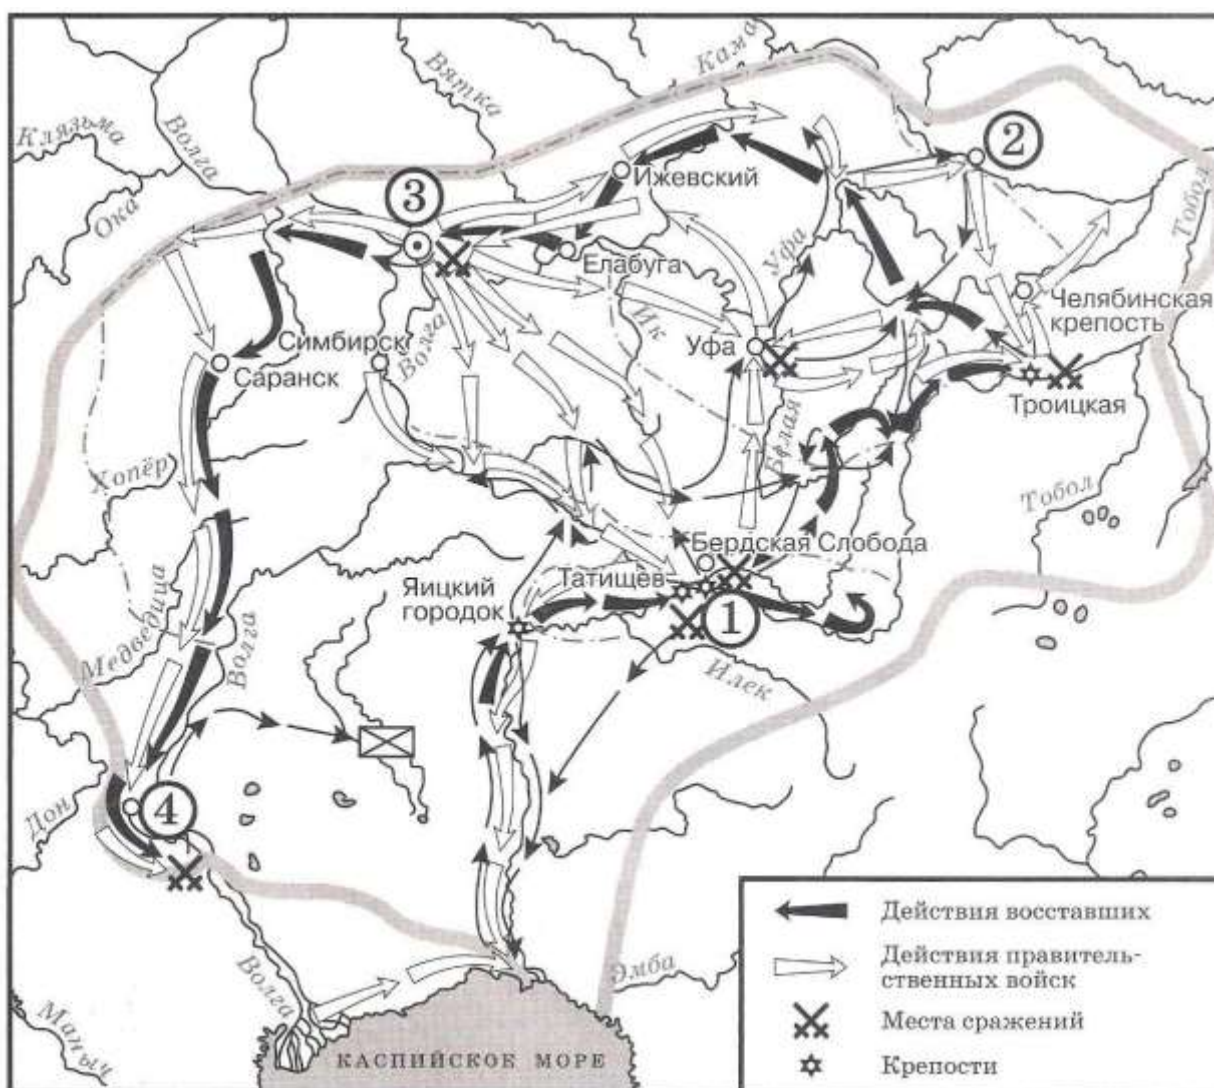 Кама
Вятка
Клязьма
Волга
Ока
2
3
Ижевский
Тобол
Елабуга
Уфа
Челябинская
крепость
Ик
Симбирск
Волга
Уфа
Саранск
Троицкая
Белая
Хопёр
Тобол
Бердская Слобода
Татищев
Яицкий
городок
1
Медведица
Волга
Илек
4
Дон
Действия восставших
Действия правитель-
ственных войск
Места сражений
Крепости
Эмба
Волга
Маныч
КАСПИЙСКОЕ МОРЕ